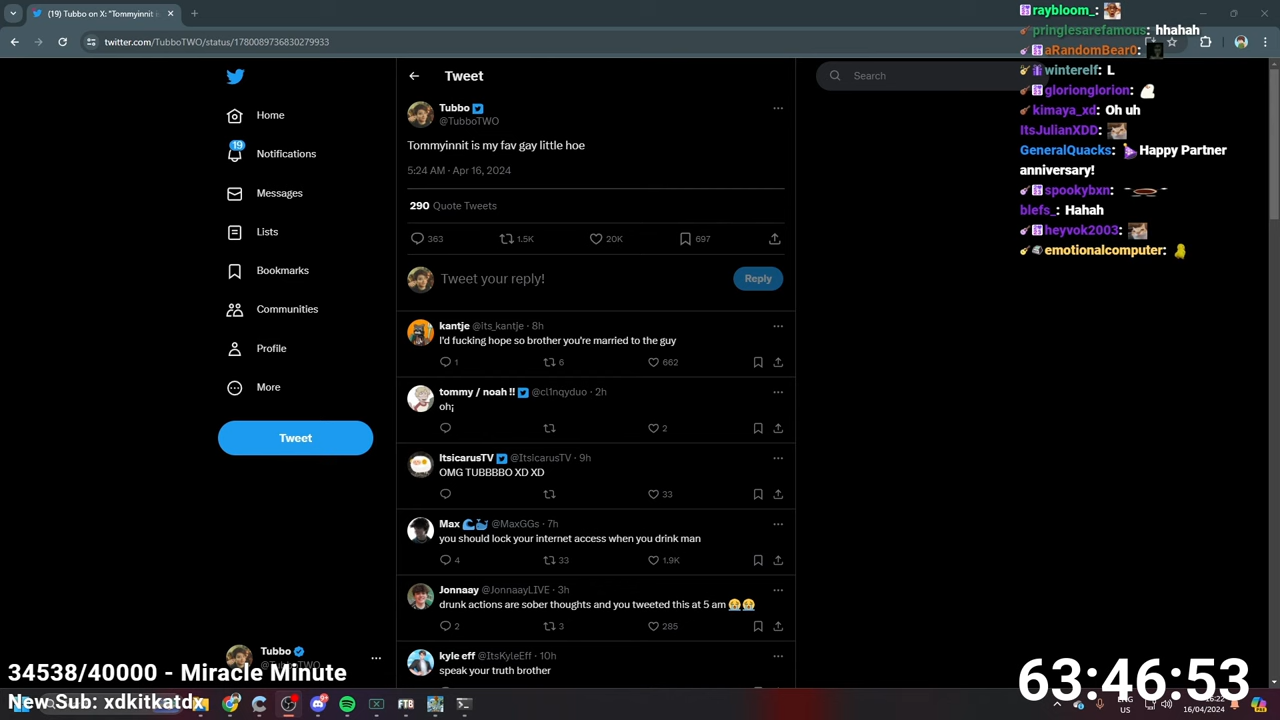 (19) Tubbo on X: "Tommyinnit is
twitter.com/TubboTWO/status/1780089736830279933
Tweet
Search
Home
19
Notifications
Messages
Lists
Bookmarks
Communities
Profile
More
Tweet
Tubbo
@TubboTWO
Tommyinnit is my fav gay little hoe
5:24 AM · Apr 16, 2024
290 Quote Tweets
363 1.5K 20K 697
Tweet your reply!
Reply
kantje @its_kantje · 8h
I'd fucking hope so brother you're married to the guy
1 6 662
tommy / noah !! @cl1nqyduo · 2h
oh¡
2
ItsicarusTV @ItsicarusTV · 9h
OMG TUBBBBO XD XD
33
Max @MaxGGs · 7h
you should lock your internet access when you drink man
4 33 1.9K
Jonnaay @JonnaayLIVE · 3h
drunk actions are sober thoughts and you tweeted this at 5 am
2 3 285
kyle eff @ItsKyleEff · 10h
speak your truth brother
raybloom_:
pringlesarefamous: hhahah
aRandomBear0:
winterelf: L
glorionglorion:
kimaya_xd: Oh uh
ItsJulianXDD:
GeneralQuacks: Happy Partner
anniversary!
spookybxn:
blefs_: Hahah
heyvok2003:
emotionalcomputer:
Tubbo
@TubboTWO
34538/40000 - Miracle Minute
New Sub: xdkitkatdx
63:46:53
FTB
ENG
US
16:22
16/04/2024